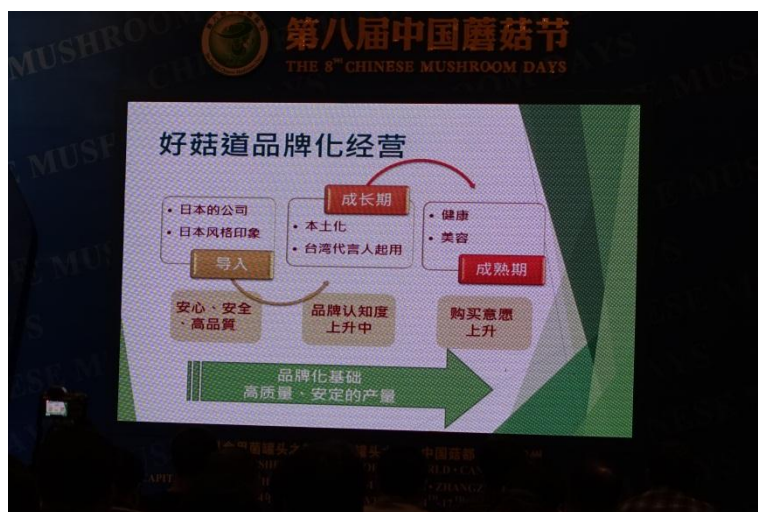 第八届中国蘑菇节
THE 8TH CHINESE MUSHROOM DAYS
好菇道品牌化经营
• 日本的公司
• 日本风格印象
导入
成长期
• 本土化
• 台湾代言人起用
• 健康
• 美容
成熟期
安心、安全
、高品質
品牌认知度
上升中
购买意愿
上升
品牌化基础
高质量、安定的产量